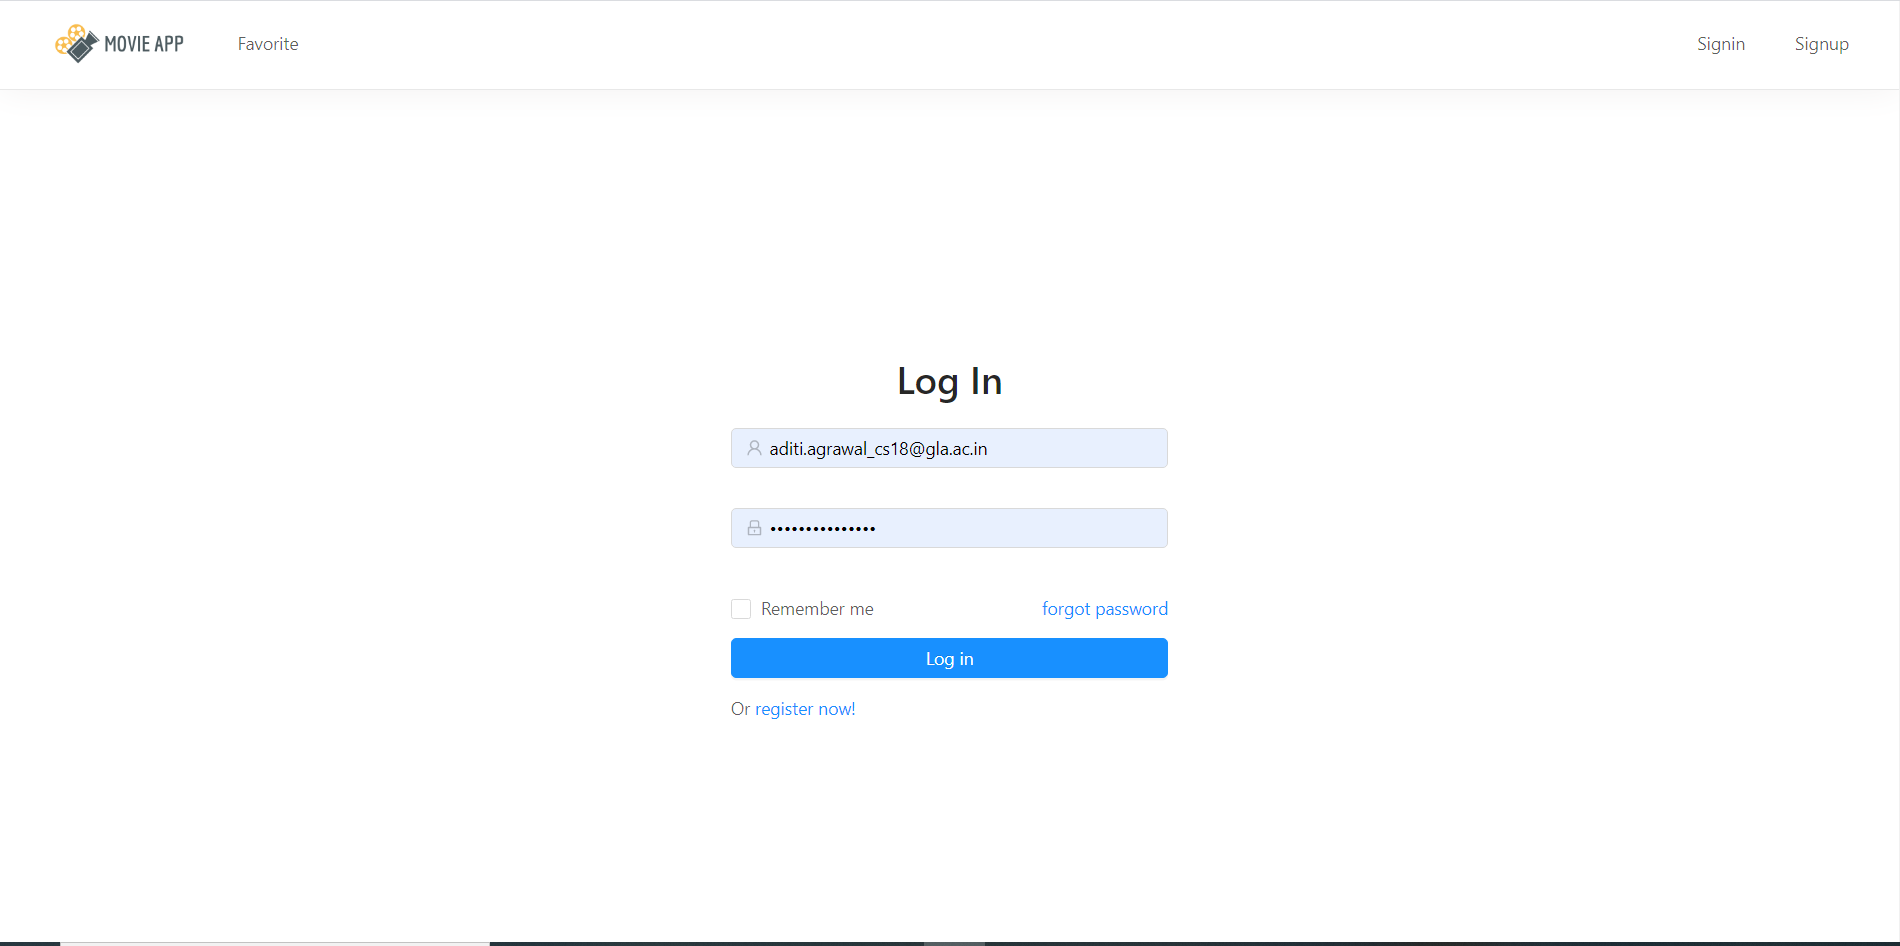 MOVIE APP
Favorite
Signin
Signup
Log In
aditi.agrawal_cs18@gla.ac.in
•••••••••••••••
Remember me
forgot password
Log in
Or register now!